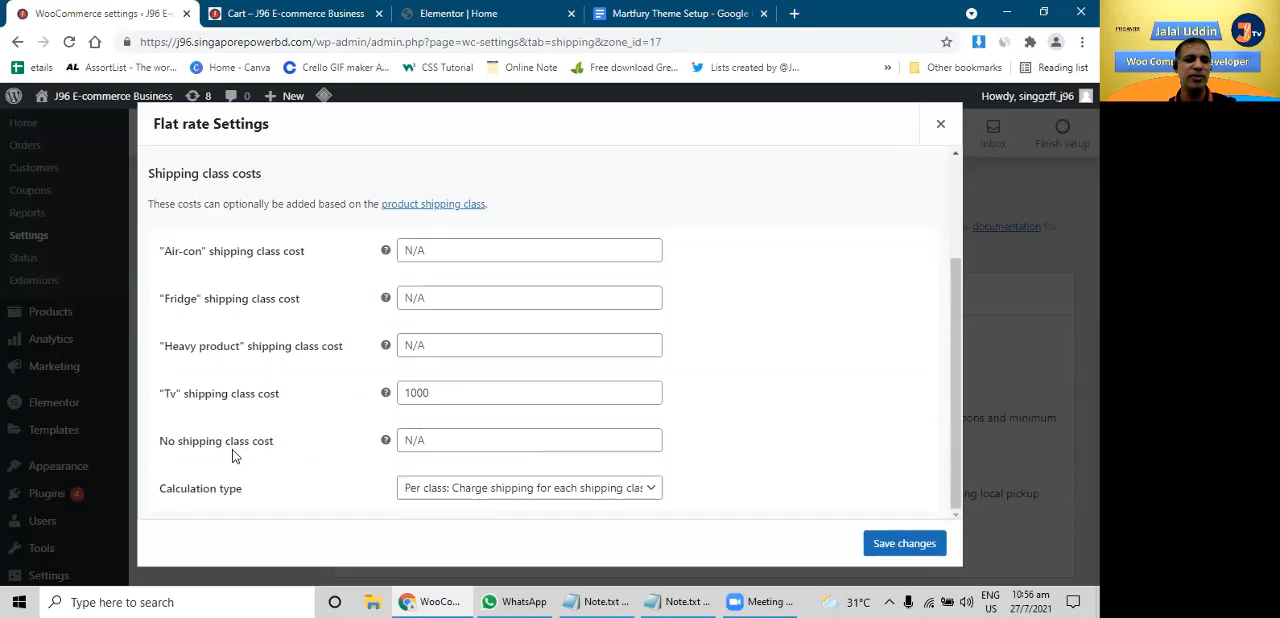 WooCommerce settings ‹ J96 E-co
Cart – J96 E-commerce Business
Elementor | Home
Martfury Theme Setup - Google
https://j96.singaporepowerbd.com/wp-admin/admin.php?page=wc-settings&tab=shipping&zone_id=17
etails
AssortList - The wor...
Home - Canva
Crello GIF maker A...
CSS Tutorial
Online Note
Free download Gre...
Lists created by @J...
»
Other bookmarks
Reading list
J96 E-commerce Business
8
0
New
Howdy, singgzff_j96
Jalal Uddin
TV
Home
Orders
Customers
Coupons
Reports
Settings
Status
Extensions
Products
Analytics
Marketing
Elementor
Templates
Appearance
Plugins 4
Users
Tools
Settings
Inbox
Finish setup
documentation for
ons and minimum
ng local pickup
Flat rate Settings
Shipping class costs
These costs can optionally be added based on the product shipping class.
"Air-con" shipping class cost
N/A
"Fridge" shipping class cost
N/A
"Heavy product" shipping class cost
N/A
"Tv" shipping class cost
1000
No shipping class cost
N/A
Calculation type
Per class: Charge shipping for each shipping clas
Save changes
Type here to search
WooCo...
WhatsApp
Note.txt ...
Note.txt ...
Meeting ...
31°C
ENG
US
10:56 am
27/7/2021